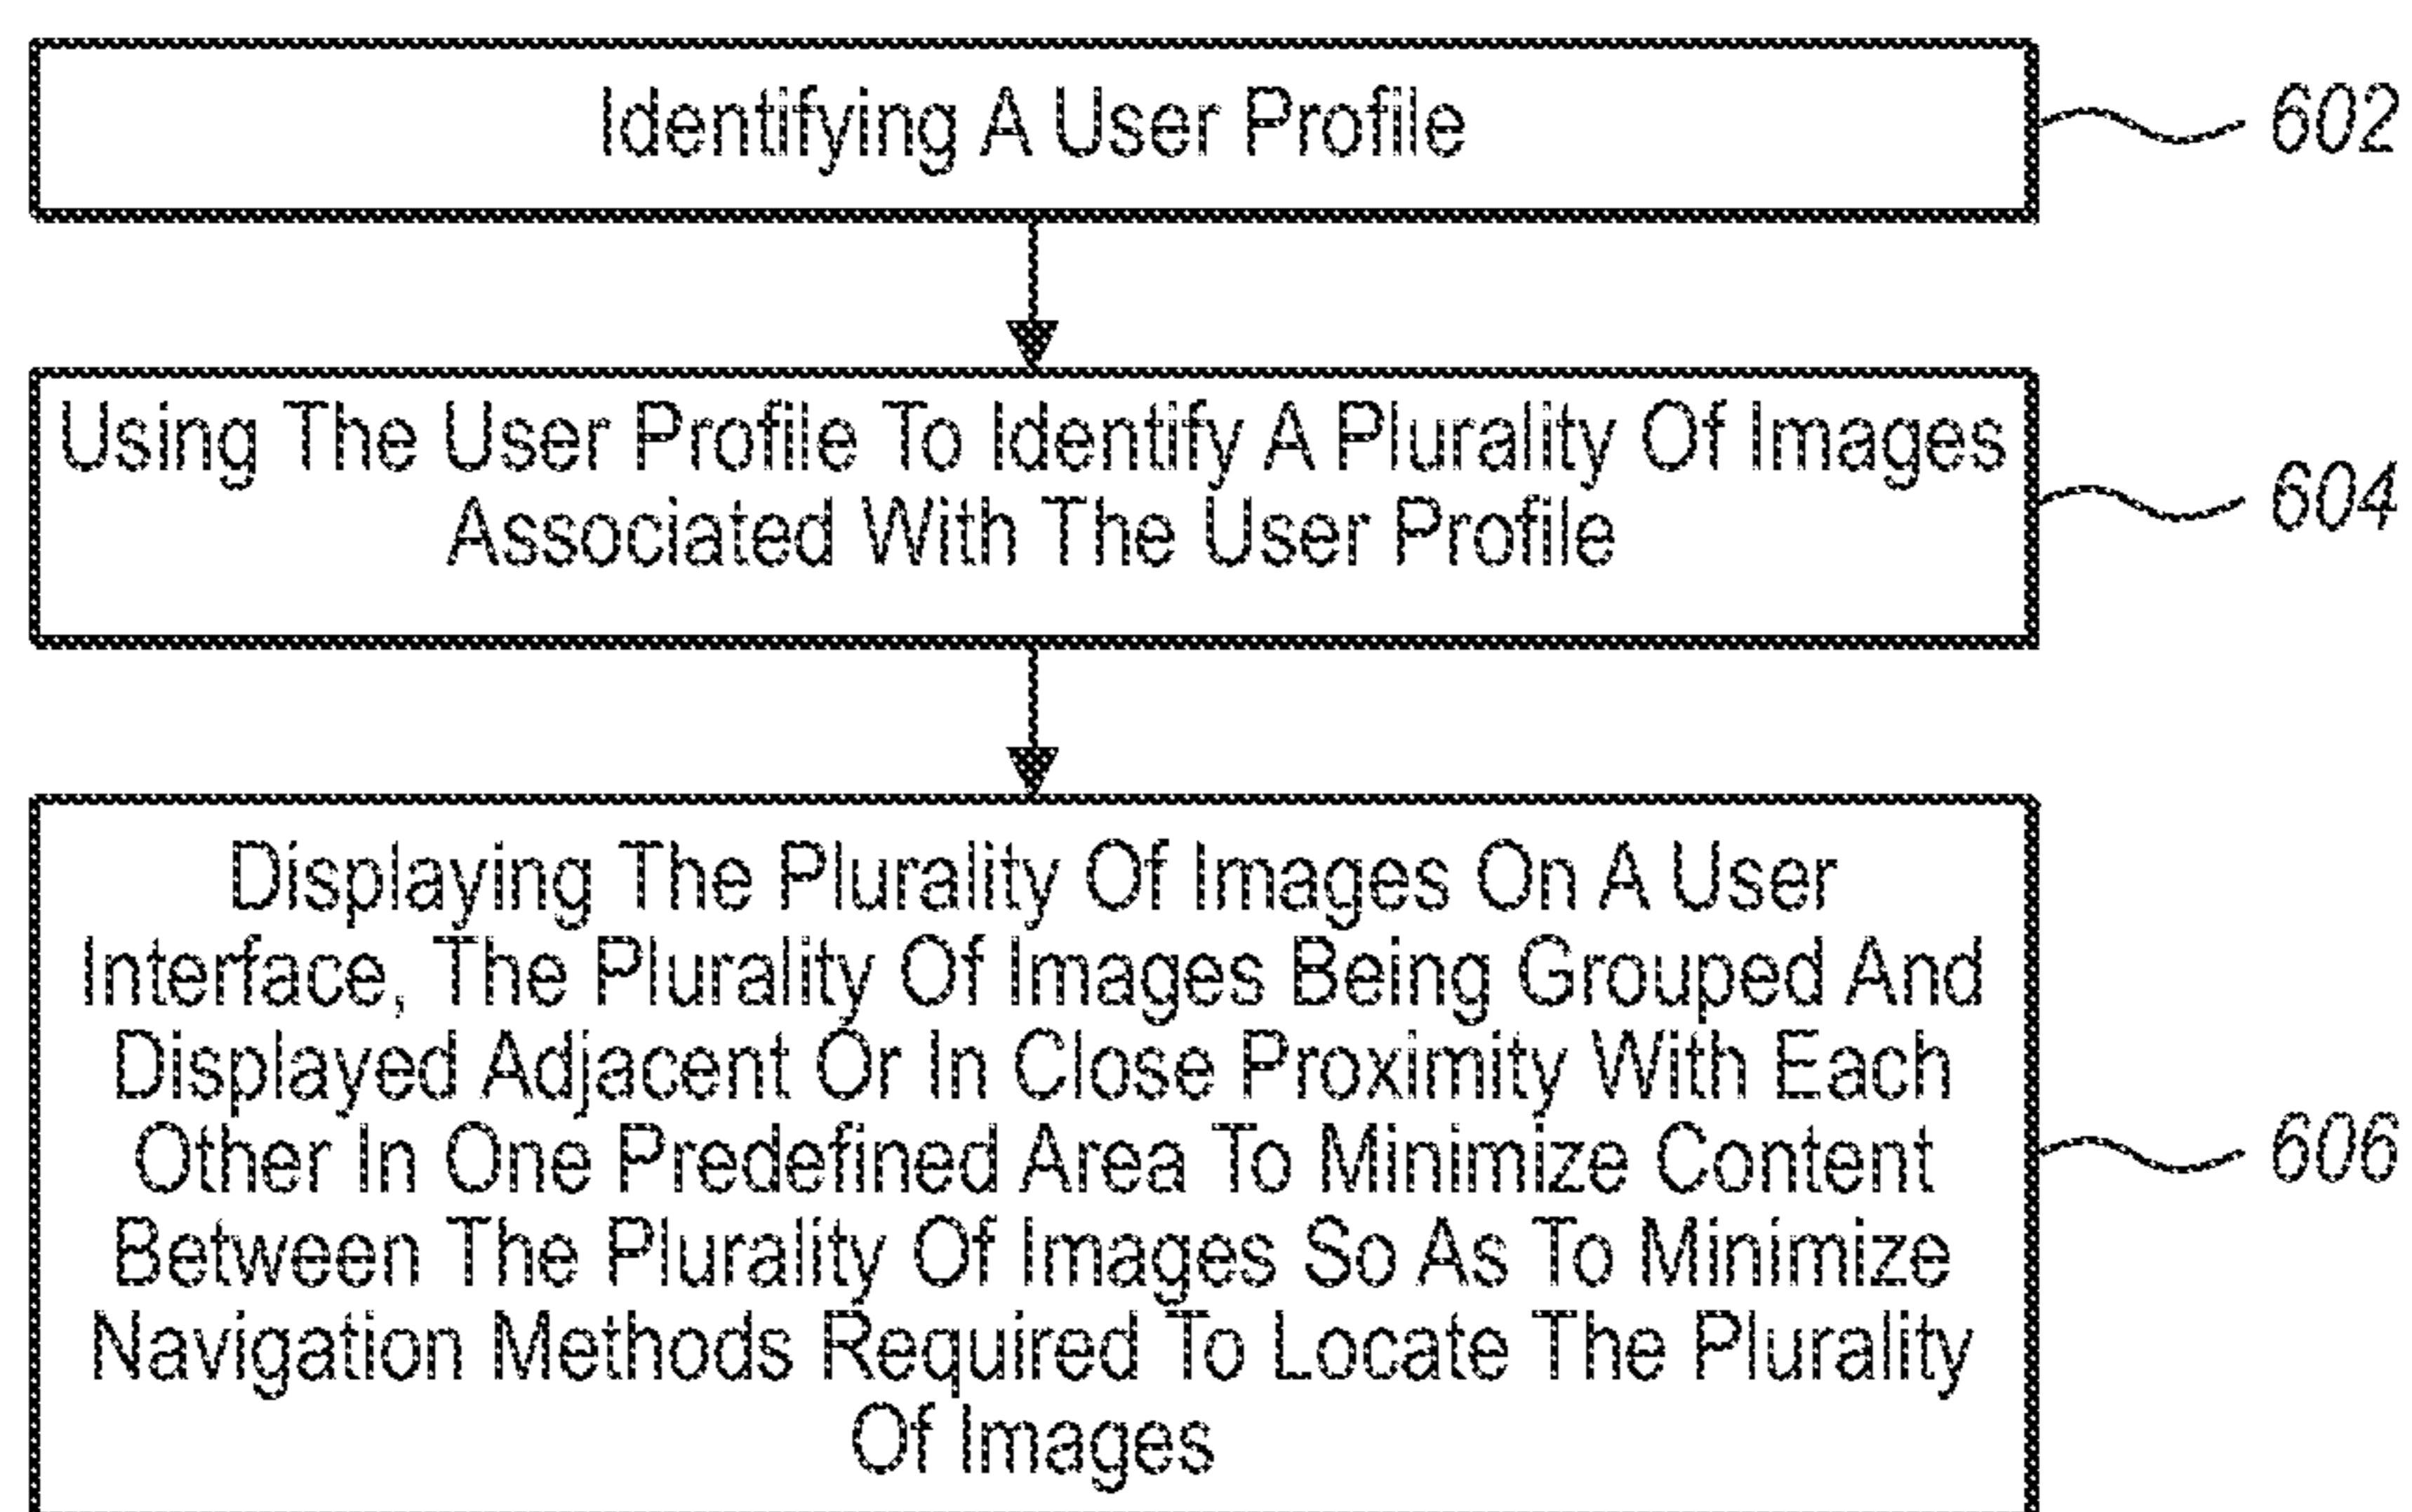 Identifying A User Profile
602
Using The User Profile To Identify A Plurality Of Images
Associated With The User Profile
604
Displaying The Plurality Of Images On A User
Interface, The Plurality Of Images Being Grouped And
Displayed Adjacent Or In Close Proximity With Each
Other In One Predefined Area To Minimize Content
Between The Plurality Of Images So As To Minimize
Navigation Methods Required To Locate The Plurality
Of Images
606